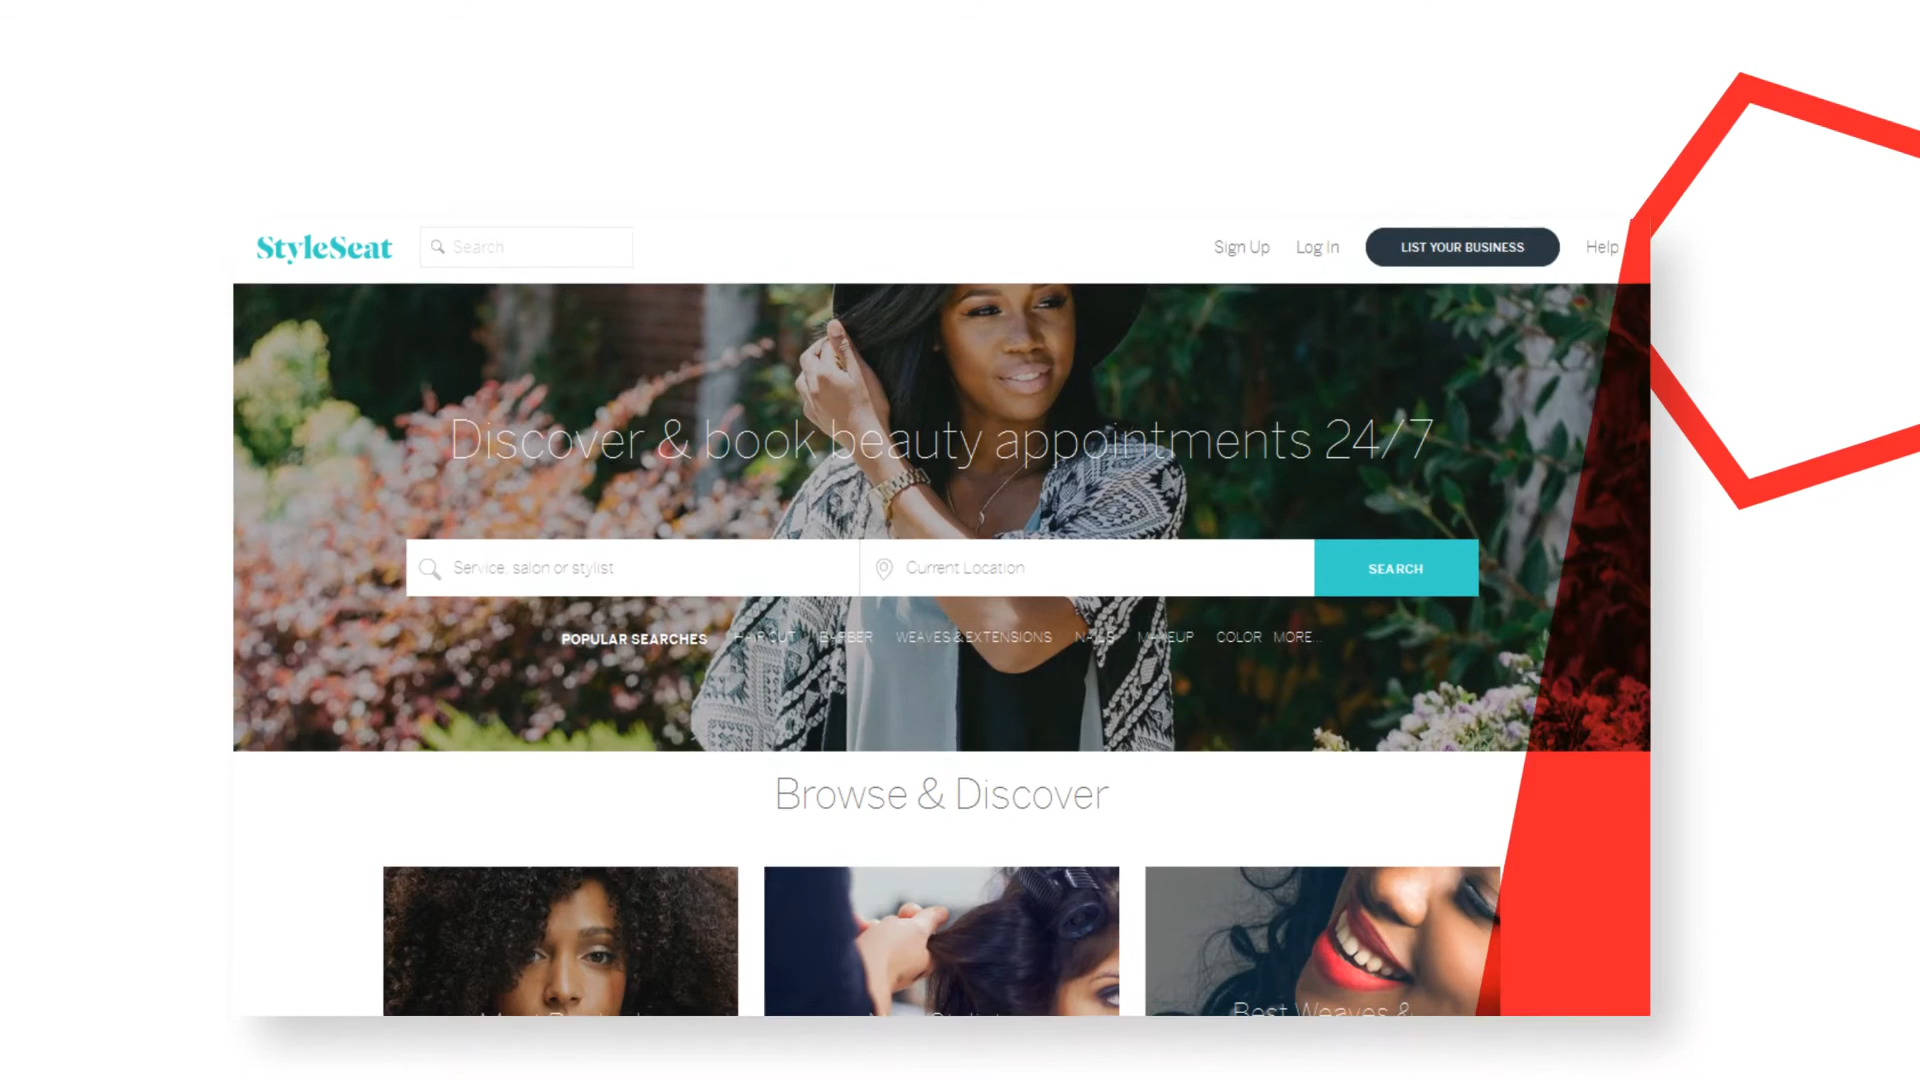 StyleSeat
Search
Sign Up
Log In
LIST YOUR BUSINESS
Help
Discover & book beauty appointments 24/7
Service, salon or stylist
Current Location
SEARCH
POPULAR SEARCHES HAIRCUT BARBER WEAVES & EXTENSIONS NAILS MAKEUP COLOR MORE...
Browse & Discover
Best Weaves &